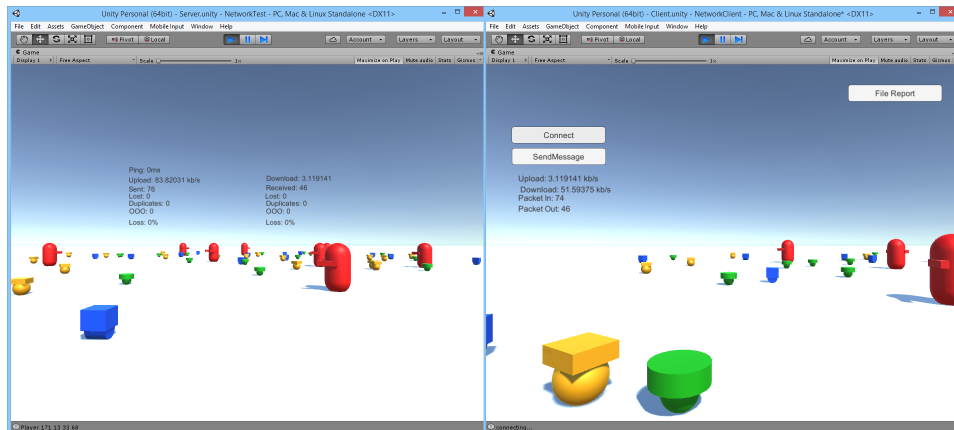 Unity Personal (64bit) - Server.unity - NetworkTest - PC, Mac & Linux Standalone <DX11>
File Edit Assets GameObject Component Mobile Input Window Help
Pivot Local Account Layers Layout
Game
Display 1 Free Aspect Scale 1x Maximize on Play Mute audio Stats Gizmos
Ping: 0ms
Upload: 83.82031 kb/s
Sent: 76
Lost: 0
Duplicates: 0
OOO: 0
Loss: 0%
Download: 3.119141
Received: 46
Lost: 0
Duplicates: 0
OOO: 0
Loss: 0%
Player 171 13 33 68
Unity Personal (64bit) - Client.unity - NetworkClient - PC, Mac & Linux Standalone* <DX11>
File Edit Assets GameObject Component Mobile Input Window Help
Pivot Local Account Layers Layout
Game
Display 1 Free Aspect Scale 1x Maximize on Play Mute audio Stats Gizmos
File Report
Connect
SendMessage
Upload: 3.119141 kb/s
Download: 51.59375 kb/s
Packet In: 74
Packet Out: 46
connecting...